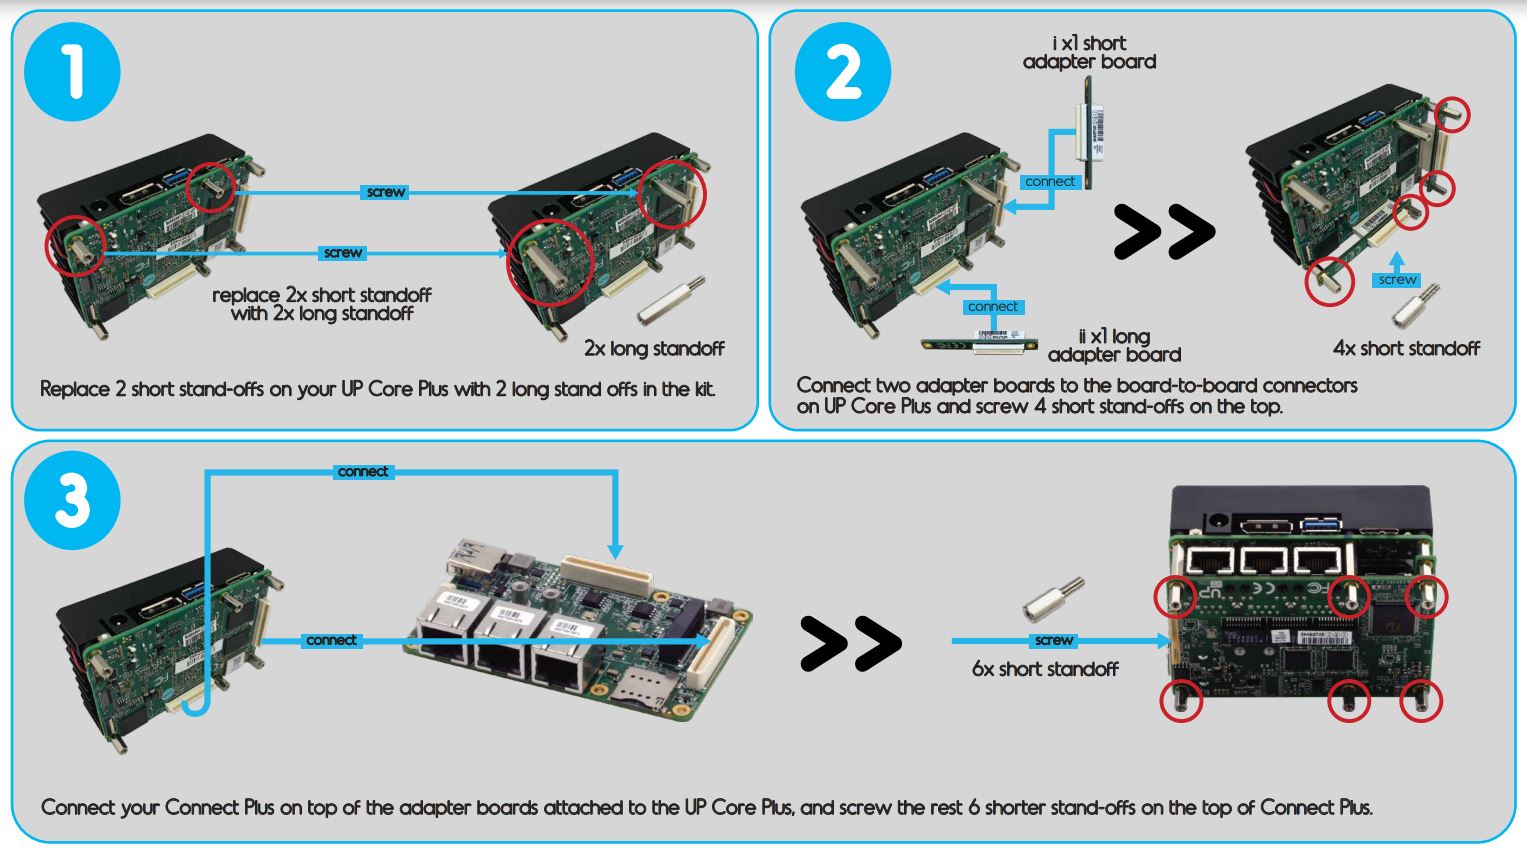 1
screw
screw
replace 2x short standoff
with 2x long standoff
2x long standoff
Replace 2 short stand-offs on your UP Core Plus with 2 long stand offs in the kit.
2
i x1 short
adapter board
connect
connect
ii x1 long
adapter board
screw
4x short standoff
Connect two adapter boards to the board-to-board connectors
on UP Core Plus and screw 4 short stand-offs on the top.
3
connect
connect
screw
6x short standoff
UP CE FC
Connect your Connect Plus on top of the adapter boards attached to the UP Core Plus, and screw the rest 6 shorter stand-offs on the top of Connect Plus.